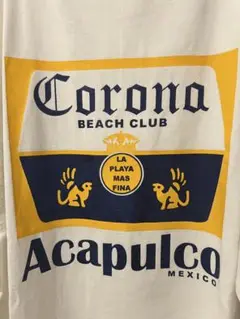 Corona
BEACH CLUB
LA
PLAYA
MAS
FINA
Acapulco
MEXICO